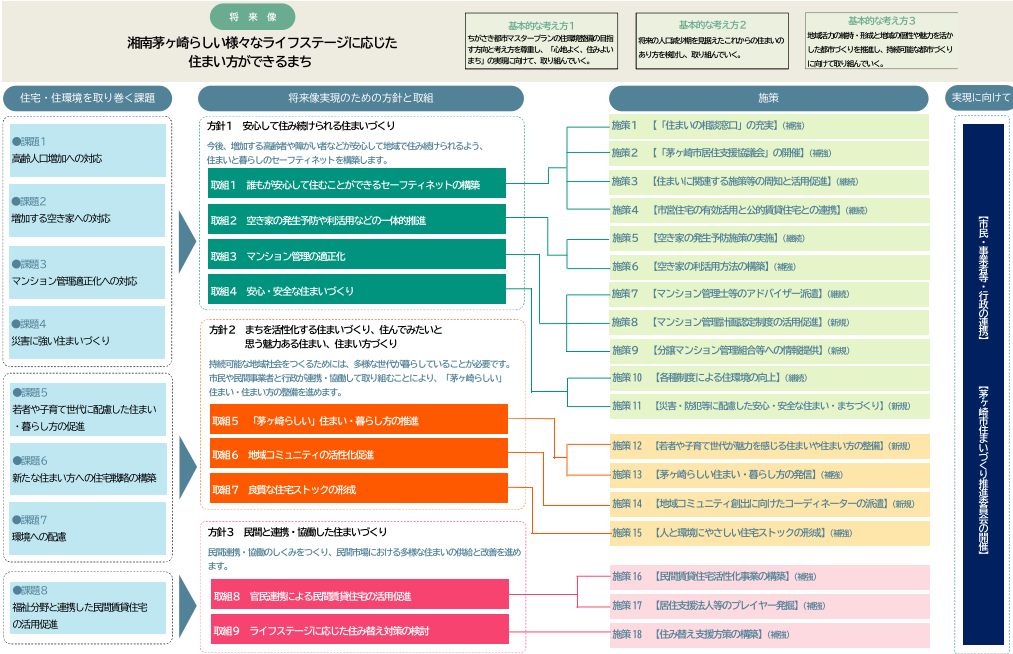 将 来 像
湘南茅ヶ崎らしい様々なライフステージに応じた
住まい方ができるまち
基本的な考え方１
ちがさき都市マスタープランの住環境整備の目指
す方向と考え方を尊重し、「心地よく、住みよい
まち」の実現に向けて、取り組んでいく。
基本的な考え方２
将来の人口減少期を見据えたこれからの住まいの
あり方を検討し、取り組んでいく。
基本的な考え方３
地域活力の維持・形成と地域の個性や魅力を活か
した都市づくりを推進し、持続可能な都市づくり
に向けて取り組んでいく。
住宅・住環境を取り巻く課題
●課題１
高齢人口増加への対応
●課題２
増加する空き家への対応
●課題３
マンション管理適正化への対応
●課題４
災害に強い住まいづくり
●課題５
若者や子育て世代に配慮した住まい
・暮らし方の促進
●課題６
新たな住まい方への住宅戦略の構築
●課題７
環境への配慮
●課題８
福祉分野と連携した民間賃貸住宅
の活用促進
将来像実現のための方針と取組
方針１　安心して住み続けられる住まいづくり
今後、増加する高齢者や障がい者などが安心して地域で住み続けられるよう、
住まいと暮らしのセーフティネットを構築します。
取組１　誰もが安心して住むことができるセーフティネットの構築
取組２　空き家の発生予防や利活用などの一体的推進
取組３　マンション管理の適正化
取組４　安心・安全な住まいづくり
方針２　まちを活性化する住まいづくり、住んでみたいと
思う魅力ある住まい、住まい方づくり
持続可能な地域社会をつくるためには、多様な世代が暮らしていることが必要です。
市民や民間事業者と行政が連携・協働して取り組むことにより、「茅ヶ崎らしい」
住まい・住まい方の整備を進めます。
取組５　「茅ヶ崎らしい」住まい・暮らし方の推進
取組６　地域コミュニティの活性化促進
取組７　良質な住宅ストックの形成
方針３　民間と連携・協働した住まいづくり
民間連携・協働のしくみをつくり、民間市場における多様な住まいの供給と改善を進め
ます。
取組８　官民連携による民間賃貸住宅の活用促進
取組９　ライフステージに応じた住み替え対策の検討
施策
施策１　【「住まいの相談窓口」の充実】（補強）
施策２　【「茅ヶ崎市居住支援協議会」の開催】（補強）
施策３　【住まいに関連する施策等の周知と活用促進】（継続）
施策４　【市営住宅の有効活用と公的賃貸住宅との連携】（継続）
施策５　【空き家の発生予防施策の実施】（継続）
施策６　【空き家の利活用方法の構築】（補強）
施策７　【マンション管理士等のアドバイザー派遣】（継続）
施策８　【マンション管理計画認定制度の活用促進】（新規）
施策９　【分譲マンション管理組合等への情報提供】（新規）
施策10　【各種制度による住環境の向上】（継続）
施策11　【災害・防犯等に配慮した安心・安全な住まい・まちづくり】（新規）
施策12　【若者や子育て世代が魅力を感じる住まいや住まい方の整備】（新規）
施策13　【茅ヶ崎らしい住まい・暮らし方の発信】（補強）
施策14　【地域コミュニティ創出に向けたコーディネーターの派遣】（新規）
施策15　【人と環境にやさしい住宅ストックの形成】（補強）
施策16　【民間賃貸住宅活性化事業の構築】（補強）
施策17　【居住支援法人等のプレイヤー発掘】（補強）
施策18　【住み替え支援方策の構築】（補強）
実現に向けて
【市民・事業者等・行政の連携】
【茅ヶ崎市住まいづくり推進委員会の開催】